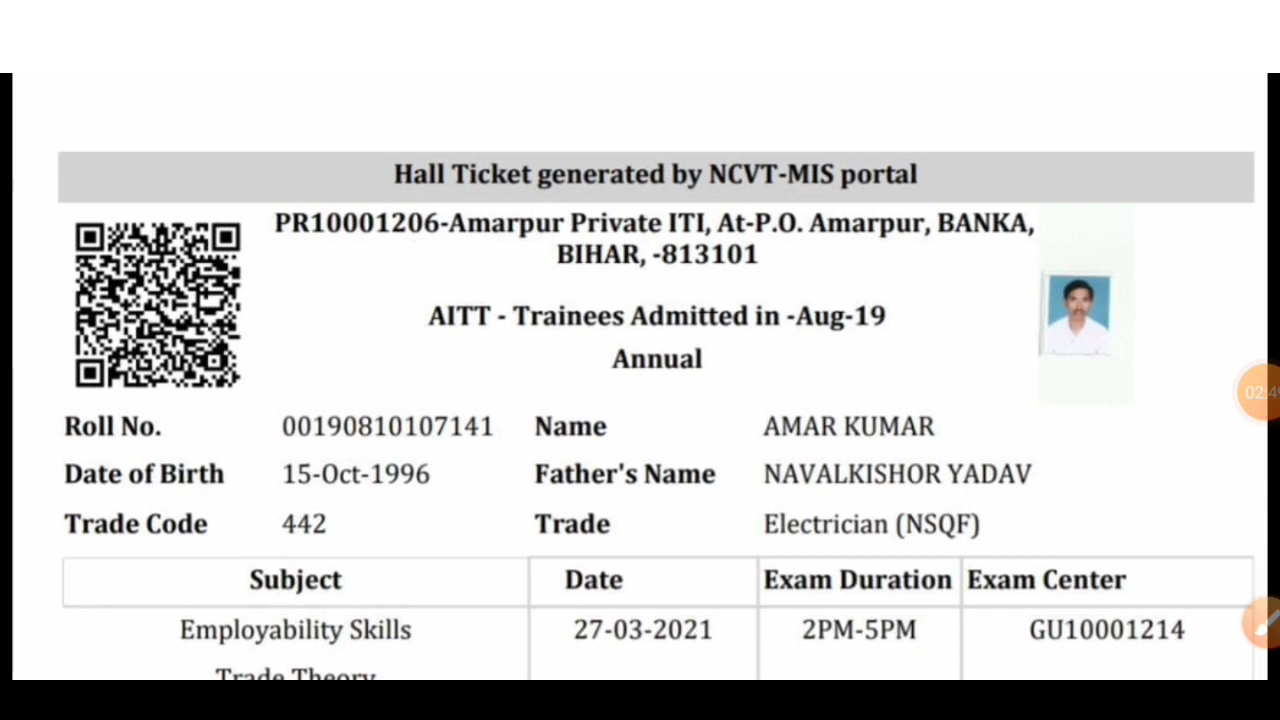 Hall Ticket generated by NCVT-MIS portal
PR10001206-Amarpur Private ITI, At-P.O. Amarpur, BANKA,
BIHAR, -813101
AITT - Trainees Admitted in -Aug-19
Annual
Roll No. 00190810107141 Name AMAR KUMAR
Date of Birth 15-Oct-1996 Father's Name NAVALKISHOR YADAV
Trade Code 442 Trade Electrician (NSQF)
Subject Date Exam Duration Exam Center
Employability Skills 27-03-2021 2PM-5PM GU10001214
Trade Theory